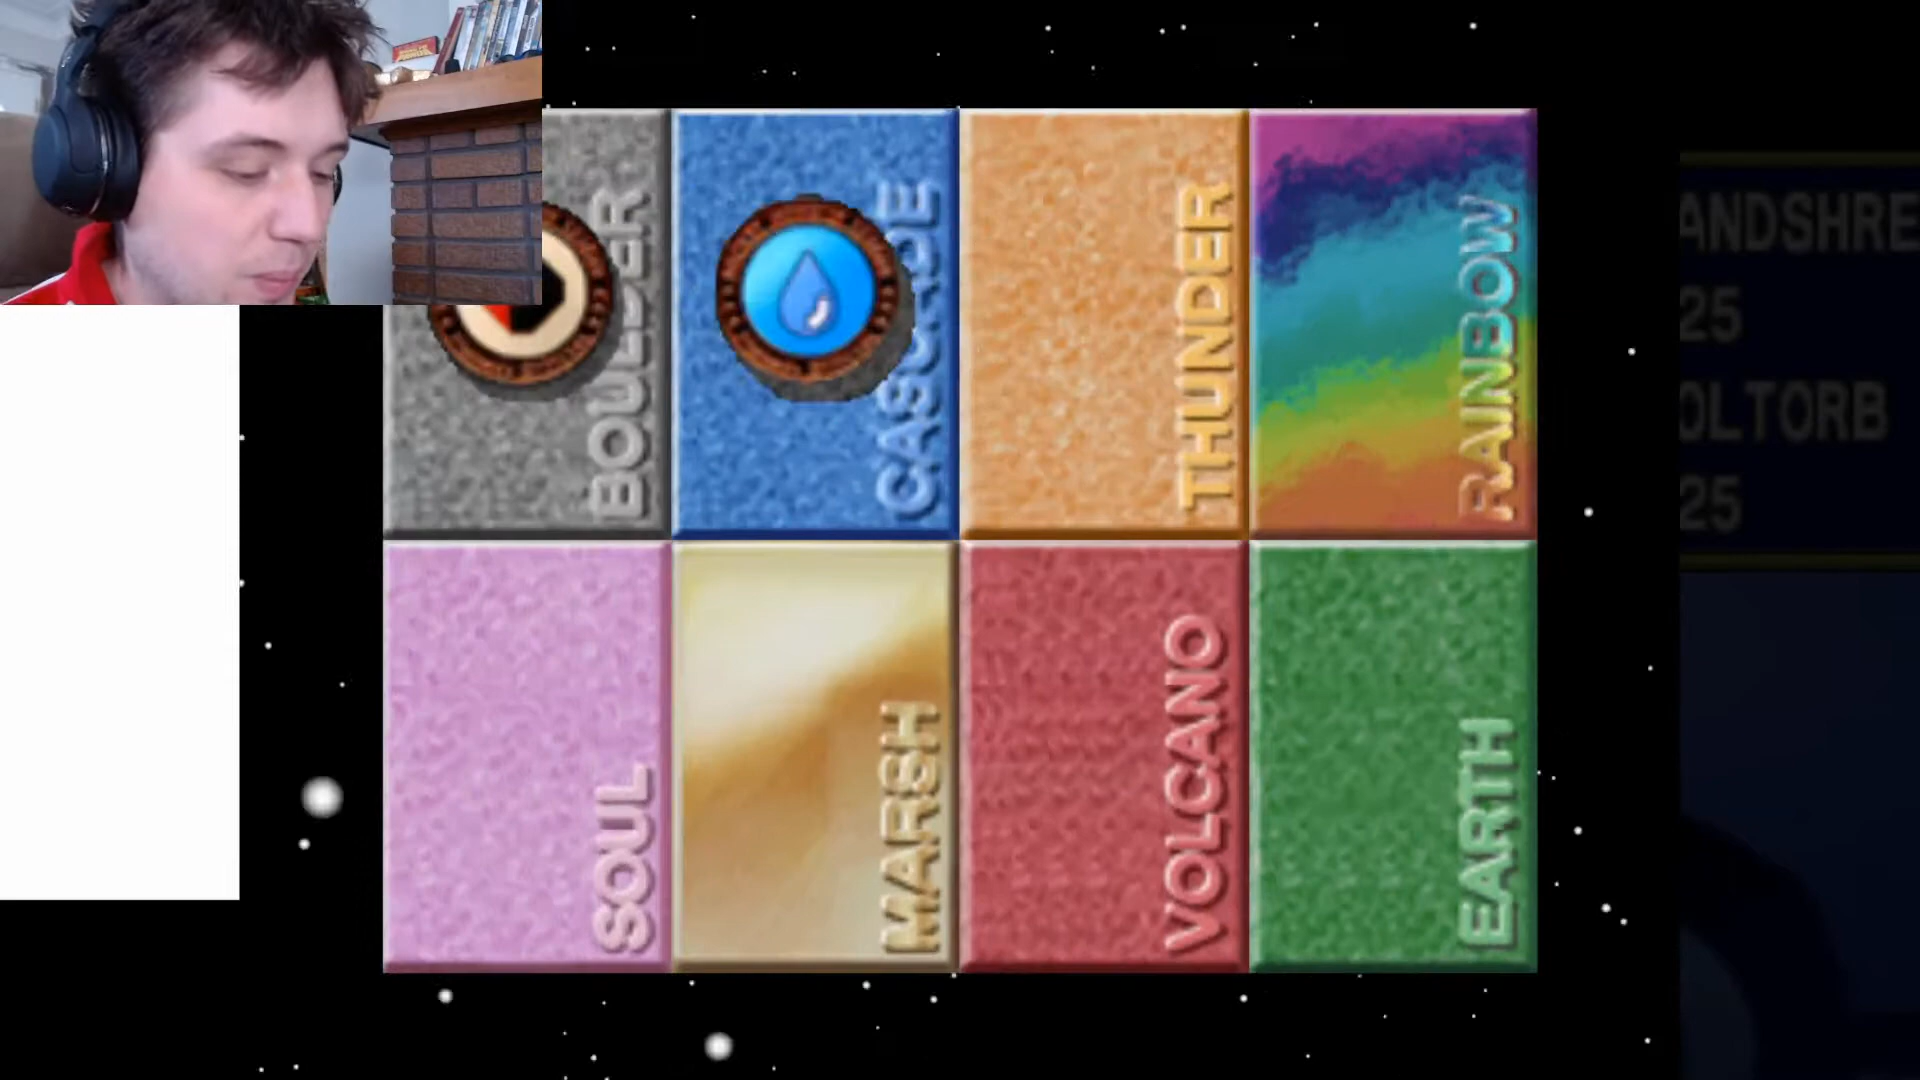 BOULDER
CASCADE
THUNDER
RAINBOW
SOUL
MARSH
VOLCANO
EARTH
ANDSHRE
25
OLTORB
25